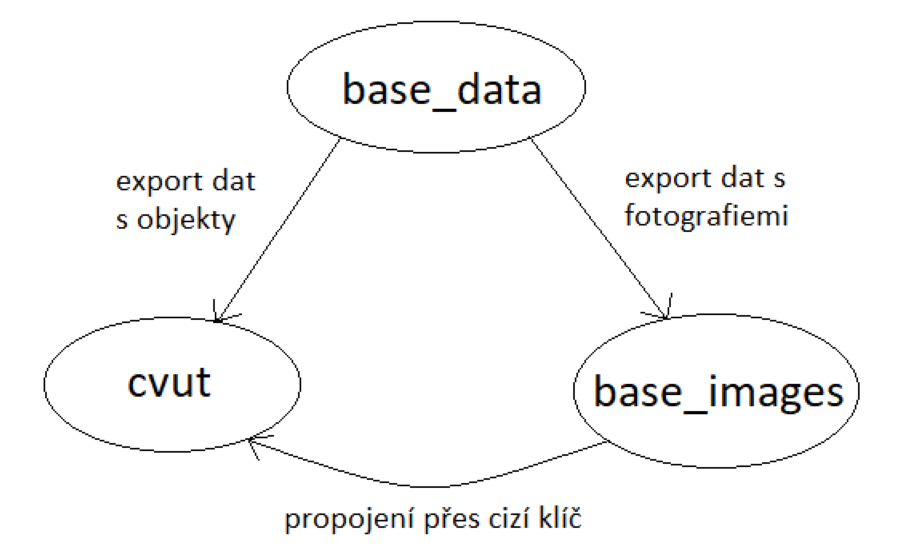 base_data
export dat
s objekty
export dat s
fotografiemi
cvut
base_images
propojení přes cizí klíč